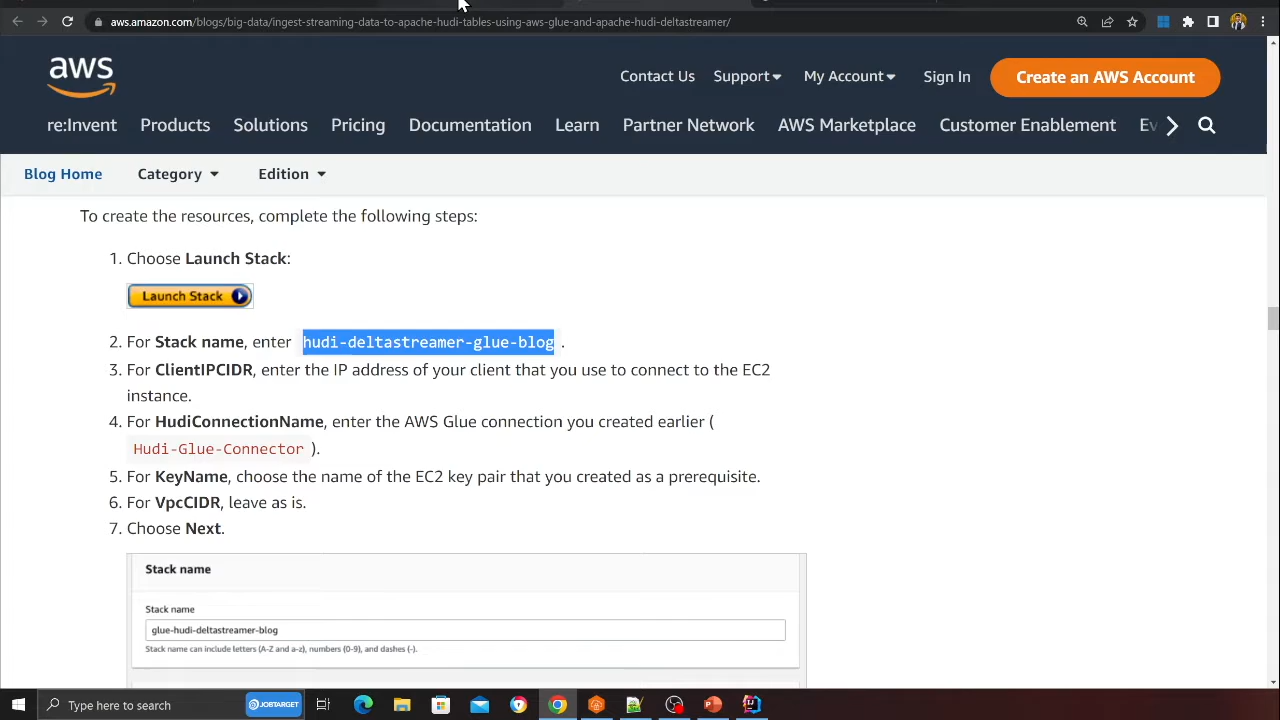 aws.amazon.com/blogs/big-data/ingest-streaming-data-to-apache-hudi-tables-using-aws-glue-and-apache-hudi-deltastreamer/
aws
Contact Us Support My Account Sign In Create an AWS Account
re:Invent Products Solutions Pricing Documentation Learn Partner Network AWS Marketplace Customer Enablement Ev
Blog Home Category Edition
To create the resources, complete the following steps:
1. Choose Launch Stack:
Launch Stack
2. For Stack name, enter hudi-deltastreamer-glue-blog .
3. For ClientIPCIDR, enter the IP address of your client that you use to connect to the EC2
instance.
4. For HudiConnectionName, enter the AWS Glue connection you created earlier (
Hudi-Glue-Connector ).
5. For KeyName, choose the name of the EC2 key pair that you created as a prerequisite.
6. For VpcCIDR, leave as is.
7. Choose Next.
Stack name
Stack name
glue-hudi-deltastreamer-blog
Stack name can include letters (A-Z and a-z), numbers (0-9), and dashes (-).
Type here to search JOBTARGET